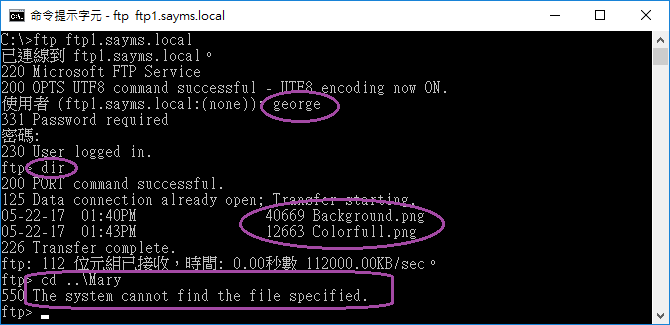 命令提示字元 - ftp ftp1.sayms.local
C:\>ftp ftp1.sayms.local
已連線到 ftp1.sayms.local。
220 Microsoft FTP Service
200 OPTS UTF8 command successful - UTF8 encoding now ON.
使用者 (ftp1.sayms.local:(none)): george
331 Password required
密碼:
230 User logged in.
ftp> dir
200 PORT command successful.
125 Data connection already open; Transfer starting.
05-22-17 01:40PM 40669 Background.png
05-22-17 01:43PM 12663 Colorfull.png
226 Transfer complete.
ftp: 112 位元組已接收，時間: 0.00秒數 112000.00KB/sec。
ftp> cd ..\Mary
550 The system cannot find the file specified.
ftp>